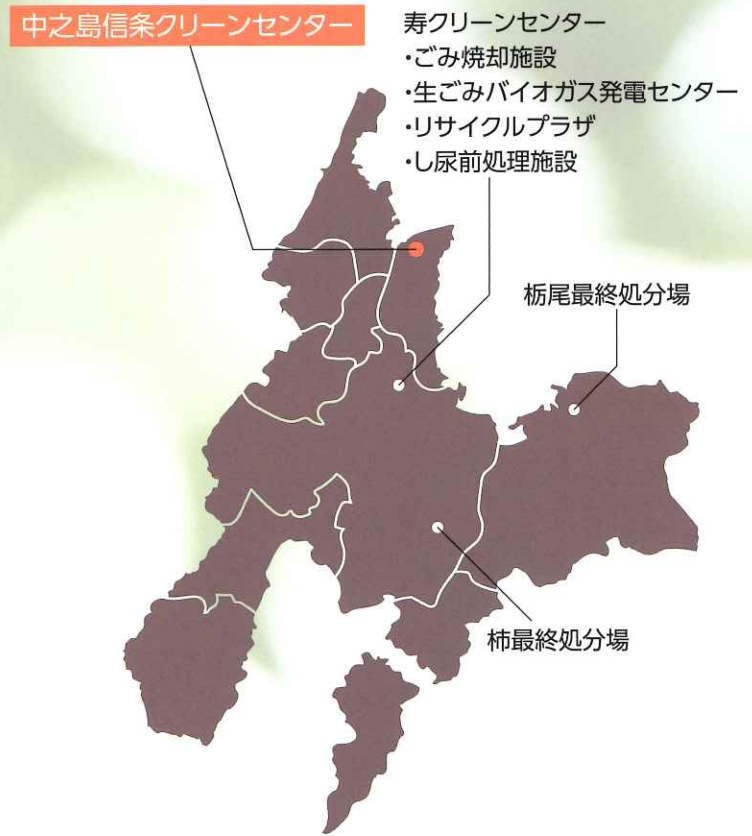 中之島信条クリーンセンター
寿クリーンセンター
・ごみ焼却施設
・生ごみバイオガス発電センター
・リサイクルプラザ
・し尿前処理施設
栃尾最終処分場
柿最終処分場